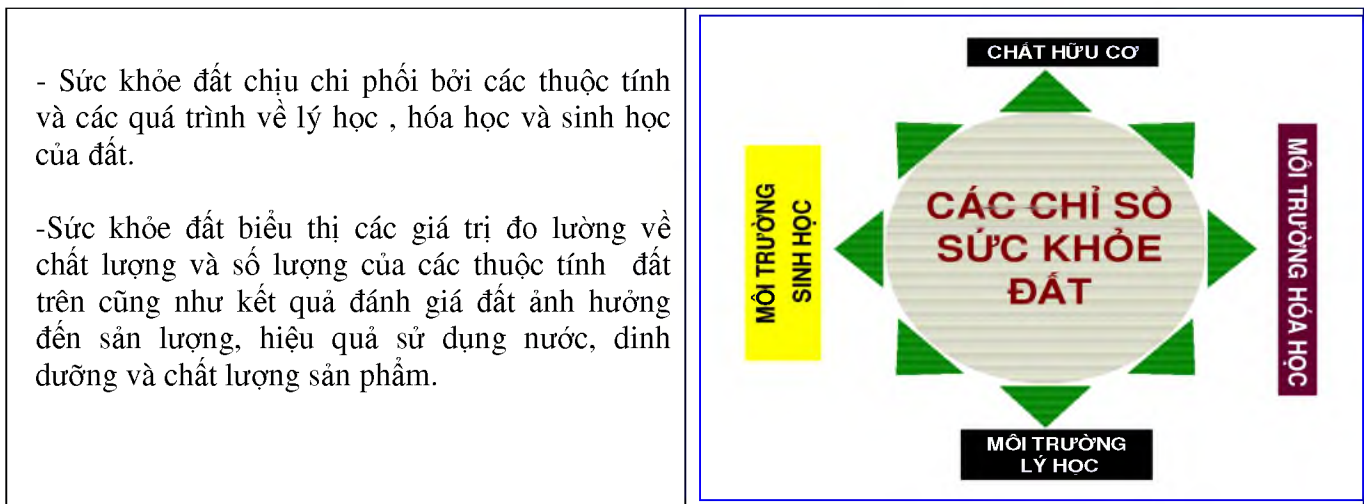 - Sức khỏe đất chịu chi phối bởi các thuộc tính
và các quá trình về lý học , hóa học và sinh học
của đất.
-Sức khỏe đất biểu thị các giá trị đo lường về
chất lượng và số lượng của các thuộc tính đất
trên cũng như kết quả đánh giá đất ảnh hưởng
đến sản lượng, hiệu quả sử dụng nước, dinh
dưỡng và chất lượng sản phẩm.
CHẤT HỮU CƠ
MÔI TRƯỜNG
SINH HỌC
CÁC CHỈ SỐ
SỨC KHỎE
ĐẤT
MÔI TRƯỜNG HÓA HỌC
MÔI TRƯỜNG
LÝ HỌC